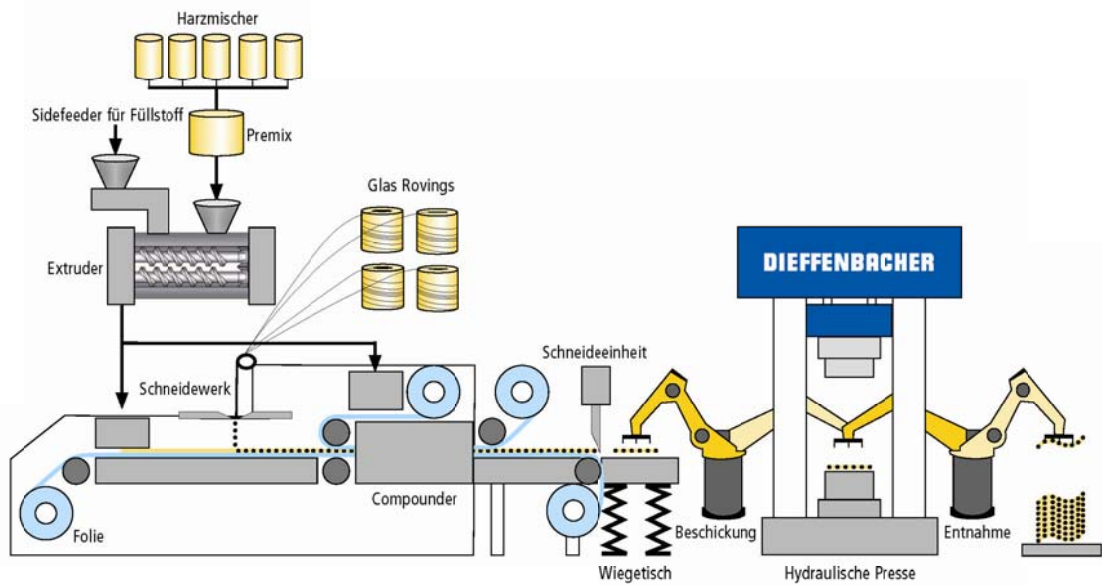 Harzmischer
Sidefeeder für Füllstoff
Premix
Glas Rovings
Extruder
DIEFFENBACHER
Schneideeinheit
Schneidewerk
Compounder
Folie
Beschickung
Entnahme
Wiegetisch
Hydraulische Presse